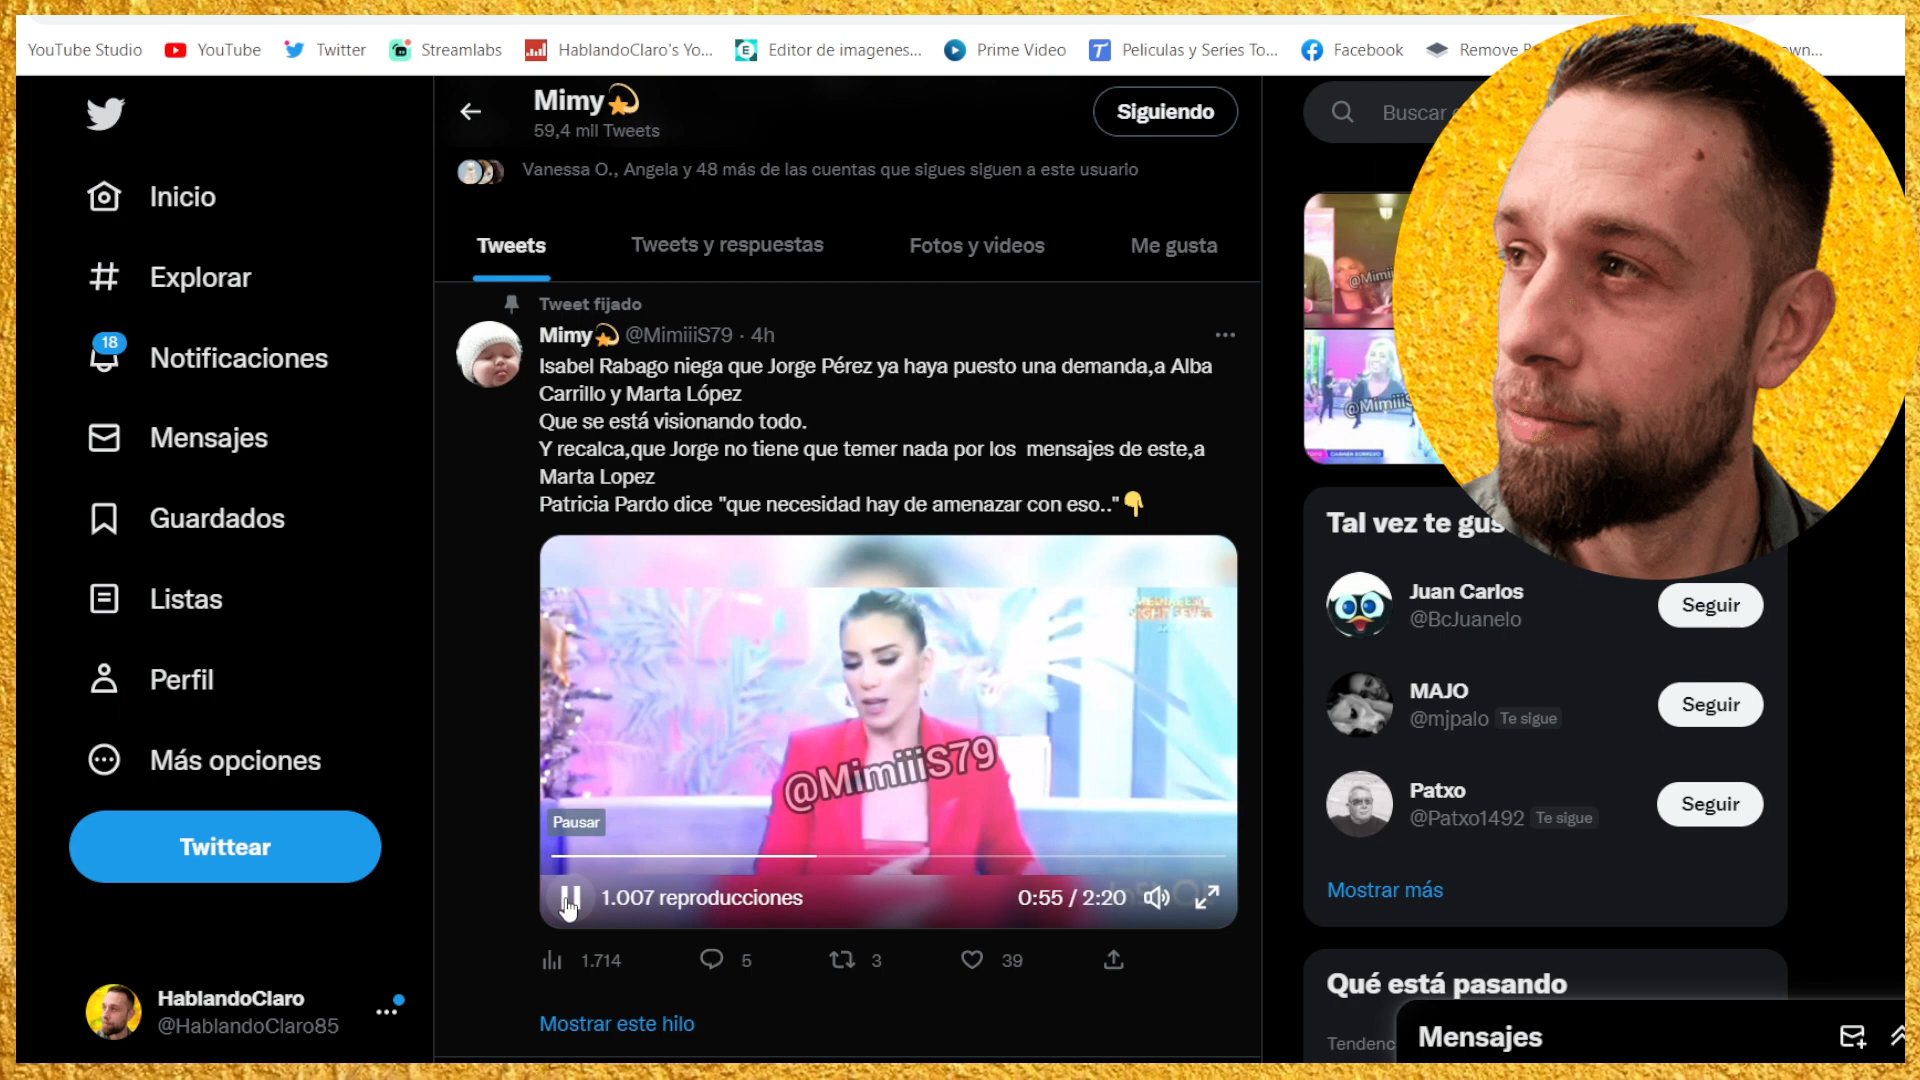 YouTube Studio
YouTube
Twitter
Streamlabs
HablandoClaro's Yo...
Editor de imagenes...
Prime Video
Peliculas y Series To...
Facebook
Remove
own...
Mimy
59,4 mil Tweets
Siguiendo
Buscar
Vanessa O., Angela y 48 más de las cuentas que sigues siguen a este usuario
Inicio
Explorar
18
Notificaciones
Mensajes
Guardados
Listas
Perfil
Más opciones
Twittear
HablandoClaro
@HablandoClaro85
Tweets
Tweets y respuestas
Fotos y videos
Me gusta
Tweet fijado
Mimy @MimiiiS79 · 4h
Isabel Rabago niega que Jorge Pérez ya haya puesto una demanda,a Alba
Carrillo y Marta López
Que se está visionando todo.
Y recalca,que Jorge no tiene que temer nada por los mensajes de este,a
Marta Lopez
Patricia Pardo dice "que necesidad hay de amenazar con eso.."
@MimiiiS79
Pausar
1.007 reproducciones
0:55 / 2:20
1.714
5
3
39
Mostrar este hilo
@Mimii
@MimiiiS
Tal vez te gus
Juan Carlos
@BcJuanelo
Seguir
MAJO
@mjpalo Te sigue
Seguir
Patxo
@Patxo1492 Te sigue
Seguir
Mostrar más
Qué está pasando
Tendenc
Mensajes